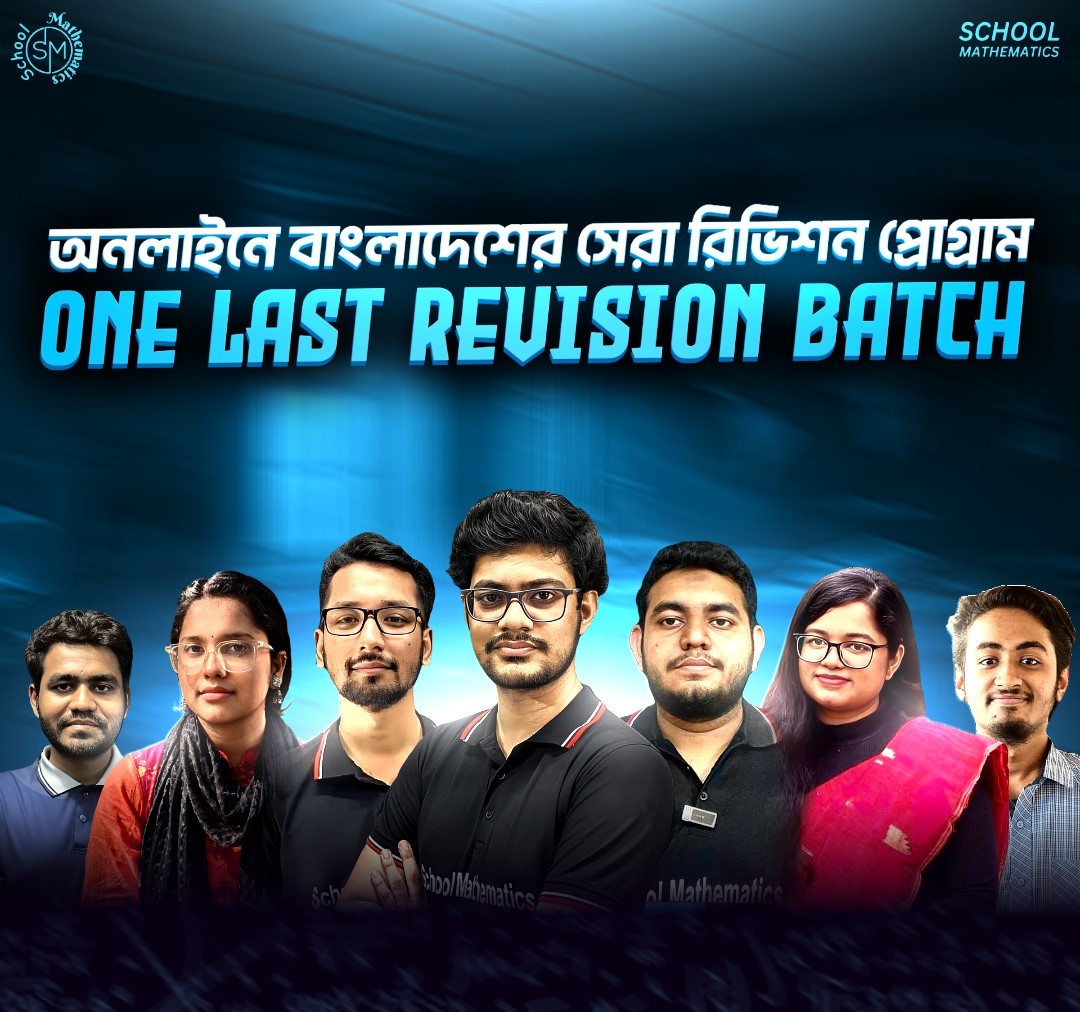 School Mathematics
SM
SCHOOL
MATHEMATICS
অনলাইনে বাংলাদেশের সেরা রিভিশন প্রোগ্রাম
ONE LAST REVISION BATCH
Sch
School Mathematics
ol Mathematics